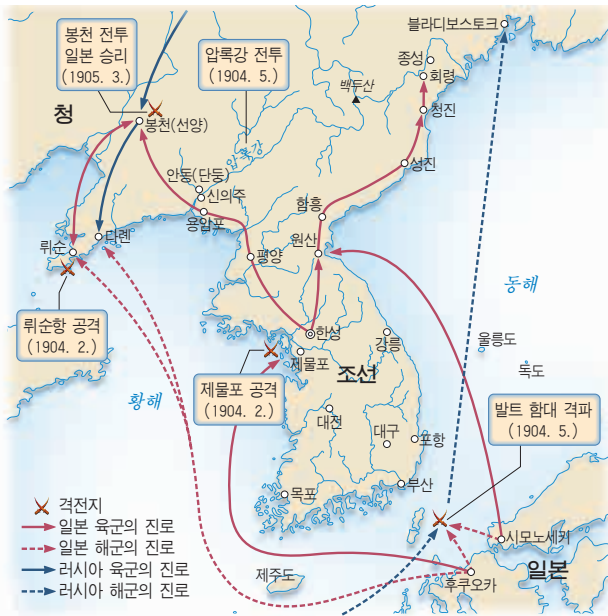 블라디보스토크
봉천 전투
일본 승리
(1905. 3.)
압록강 전투
(1904. 5.)
종성
회령
백두산
청진
청
봉천(선양)
압록강
성진
안둥(단둥)
신의주
함흥
용암포
뤼순
다롄
원산
평양
동해
뤼순항 공격
(1904. 2.)
한성
강릉
울릉도
제물포
조선
독도
황해
제물포 공격
(1904. 2.)
발트 함대 격파
(1904. 5.)
대전
대구
포항
부산
목포
격전지
일본 육군의 진로
일본 해군의 진로
러시아 육군의 진로
러시아 해군의 진로
시모노세키
일본
제주도
후쿠오카